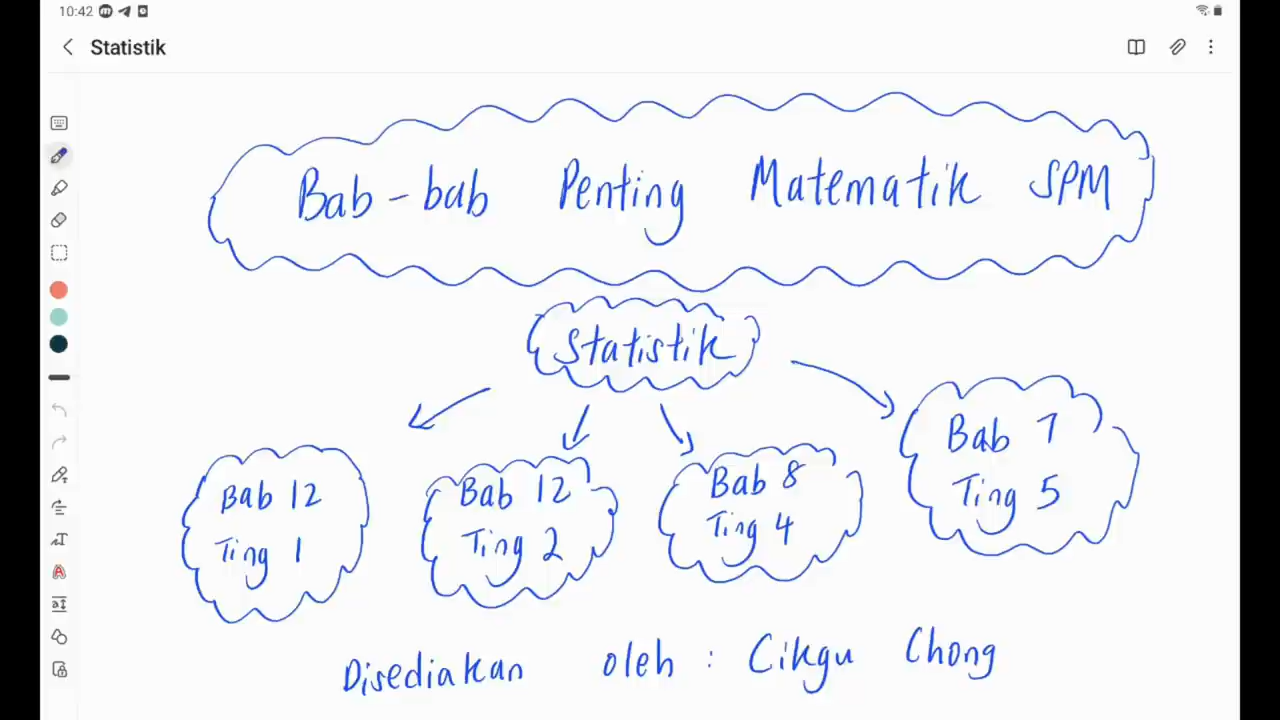 10:42
Statistik
Bab-bab Penting Matematik SPM
Statistik
Bab 12
Ting 1
Bab 12
Ting 2
Bab 8
Ting 4
Bab 7
Ting 5
Disediakan oleh : Cikgu Chong